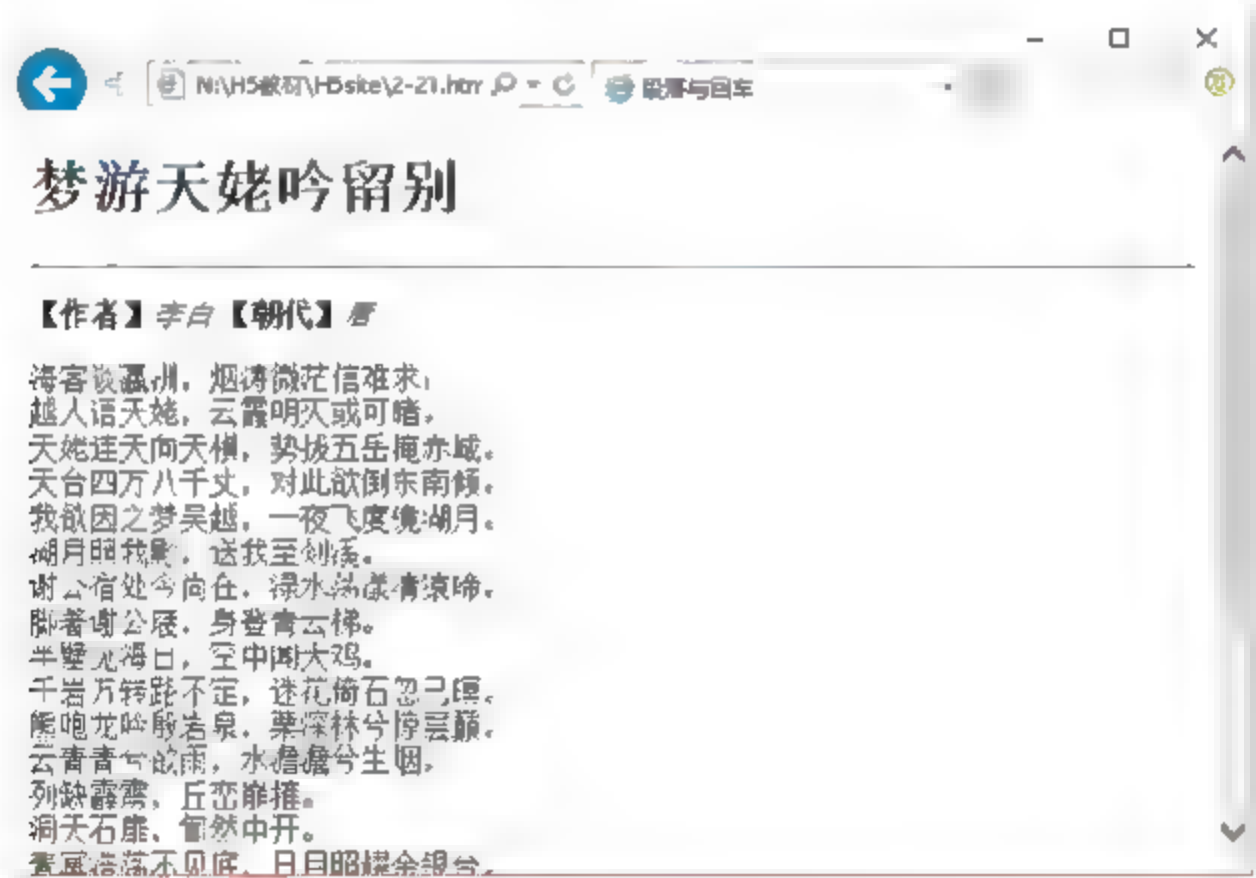 N:\H5教材\H5site\2-21.htm
段落与回车
梦游天姥吟留别
【作者】李白【朝代】唐
海客谈瀛洲，烟涛微茫信难求；
越人语天姥，云霞明灭或可睹。
天姥连天向天横，势拔五岳掩赤城。
天台四万八千丈，对此欲倒东南倾。
我欲因之梦吴越，一夜飞度镜湖月。
湖月照我影，送我至剡溪。
谢公宿处今尚在，渌水荡漾清猿啼。
脚著谢公屐，身登青云梯。
半壁见海日，空中闻天鸡。
千岩万转路不定，迷花倚石忽已暝。
熊咆龙吟殷岩泉，栗深林兮惊层巅。
云青青兮欲雨，水澹澹兮生烟。
列缺霹雳，丘峦崩摧。
洞天石扉，訇然中开。
青冥浩荡不见底，日月照耀金银台。